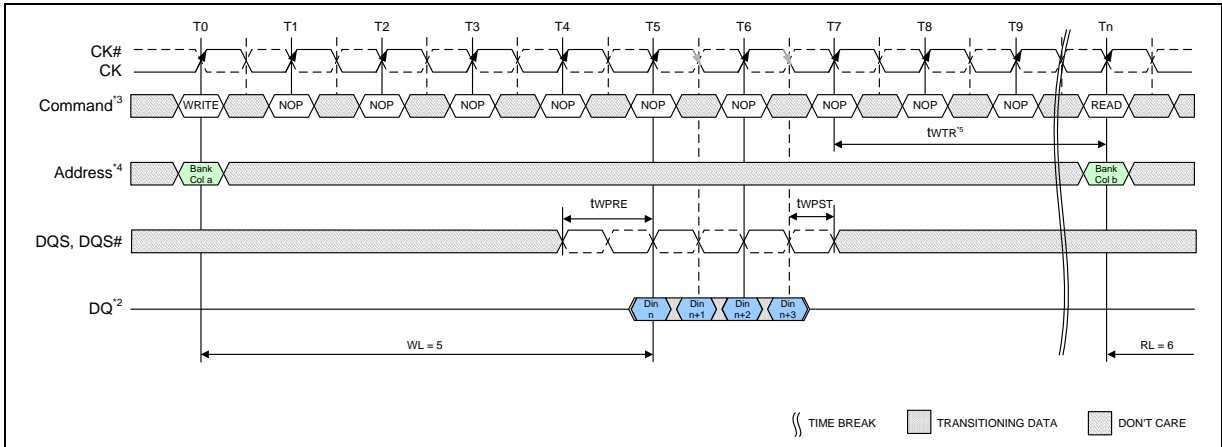 T0 T1 T2 T3 T4 T5 T6 T7 T8 T9 Tn
CK#
CK
Command*3 WRITE NOP NOP NOP NOP NOP NOP NOP NOP NOP READ
tWTR*5
Address*4 Bank Col a Bank Col b
tWPRE tWPST
DQS, DQS#
DQ*2 Din n Din n+1 Din n+2 Din n+3
WL = 5 RL = 6
TIME BREAK TRANSITIONING DATA DON'T CARE